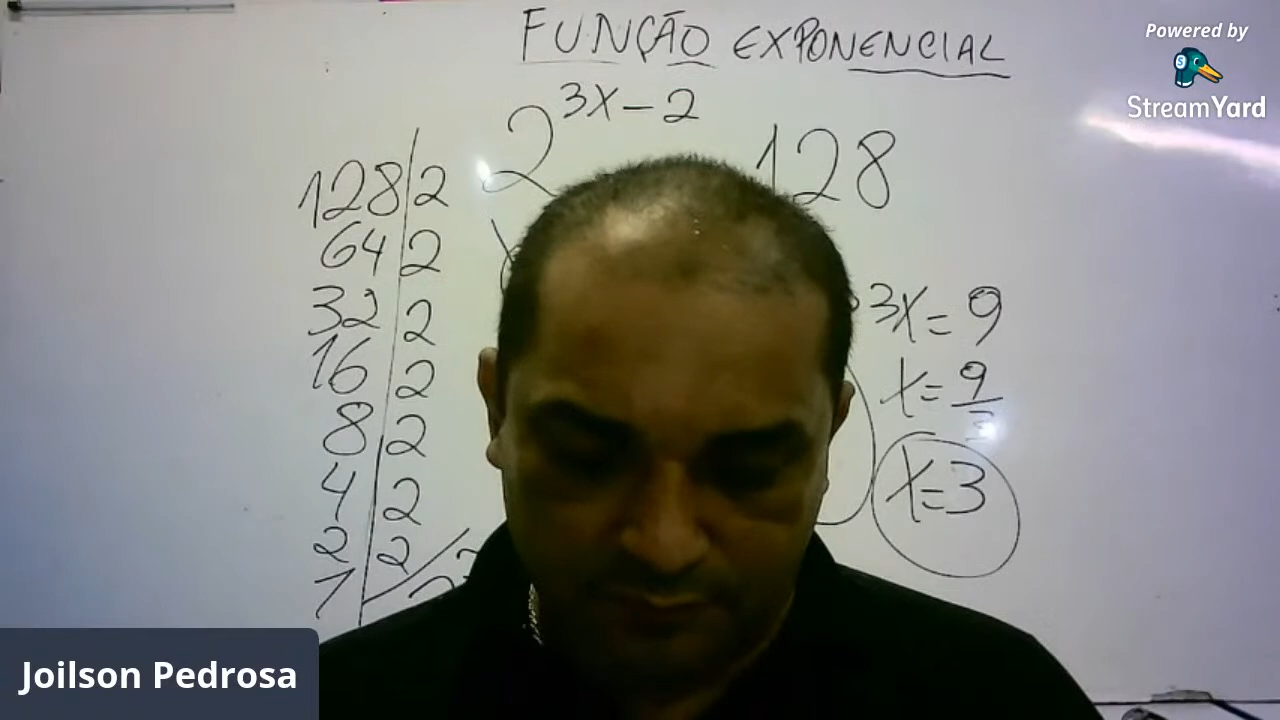 FUNÇÃO EXPONENCIAL
2^{3X-2} 128
128|2
64|2
32|2
16|2
8|2
4|2
2|2
1
3X=9
X=9
X=3
Powered by
StreamYard
Joilson Pedrosa